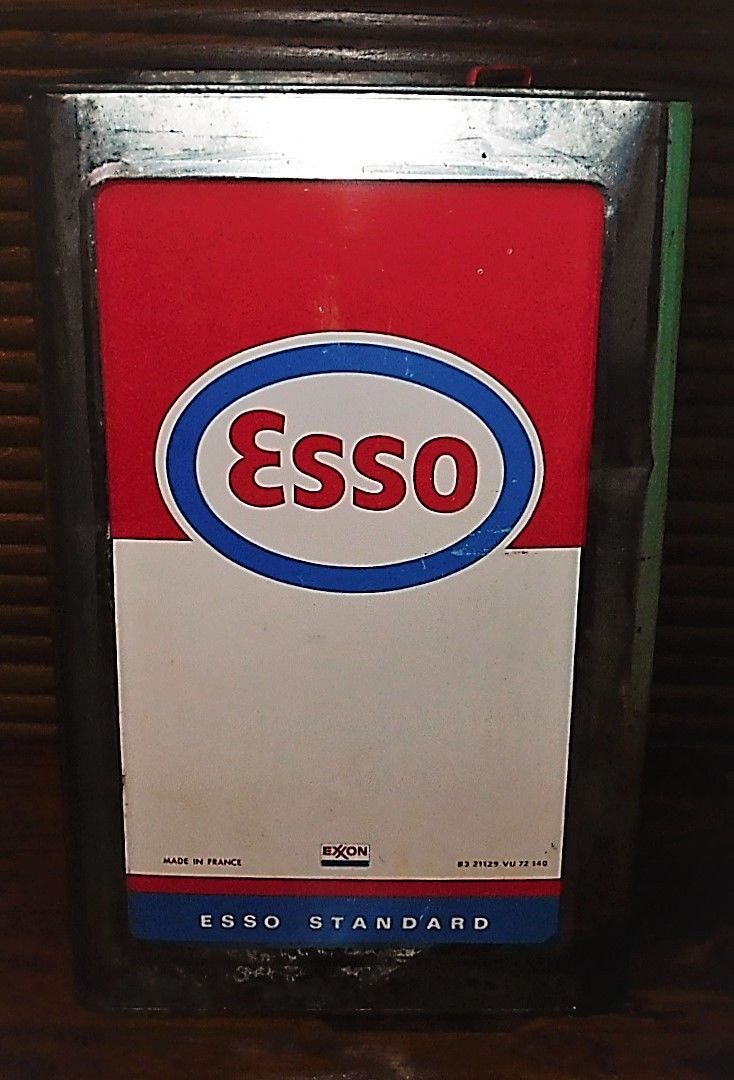 Esso
MADE IN FRANCE
EXXON
83 21129 VU 72 140
ESSO STANDARD